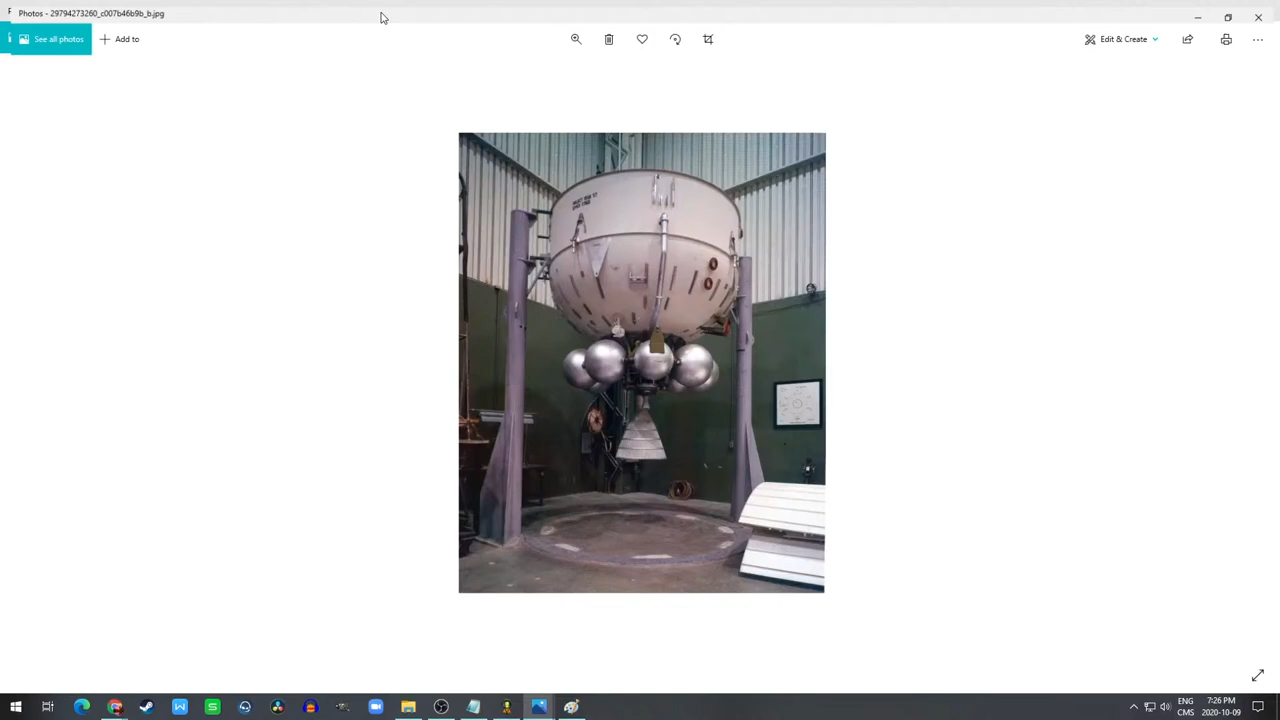 Photos - 29794273260_c007b46b9b_b.jpg
See all photos
Add to
Edit & Create
ENG
CMS
7:26 PM
2020-10-09